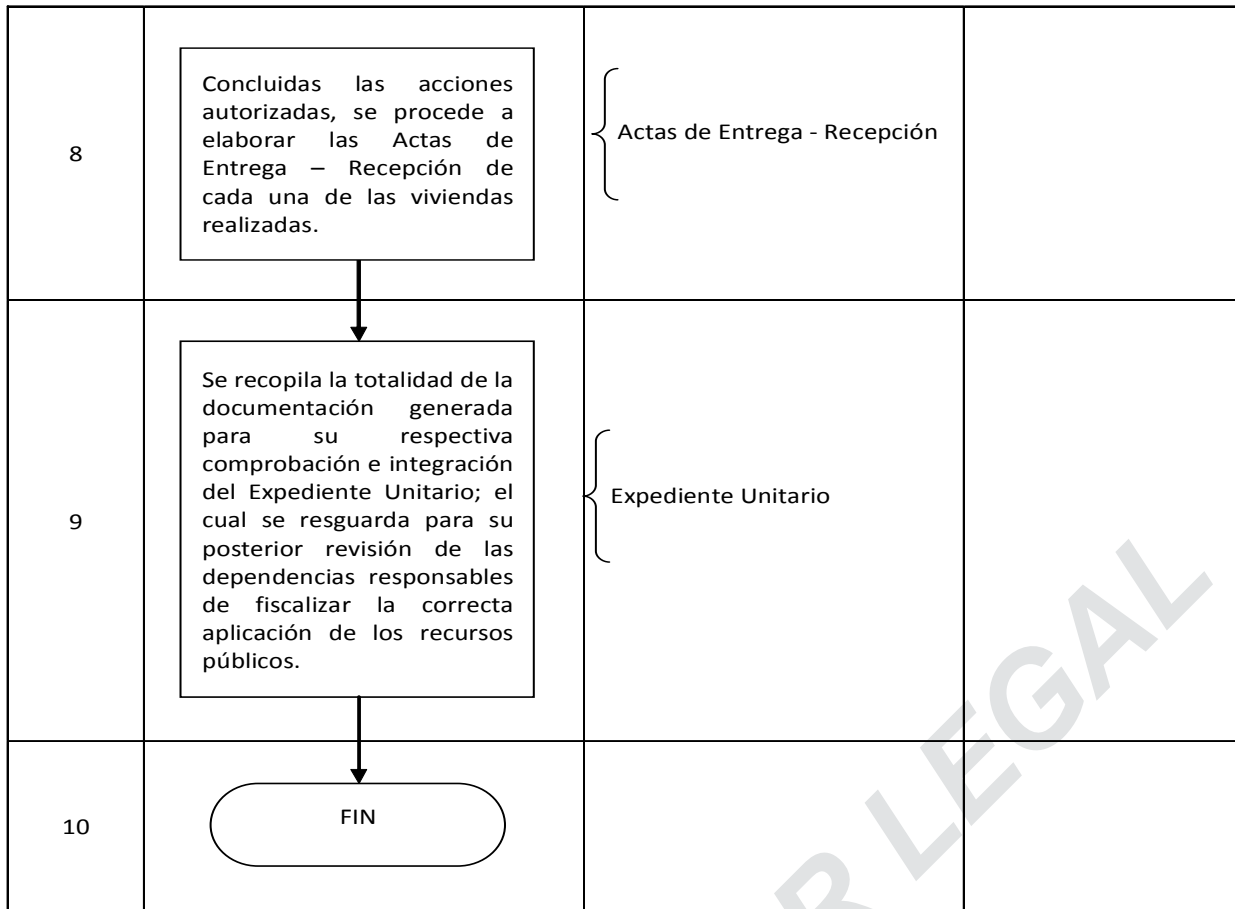 8
Concluidas las acciones
autorizadas, se procede a
elaborar las Actas de
Entrega – Recepción de
cada una de las viviendas
realizadas.
Actas de Entrega - Recepción
9
Se recopila la totalidad de la
documentación generada
para su respectiva
comprobación e integración
del Expediente Unitario; el
cual se resguarda para su
posterior revisión de las
dependencias responsables
de fiscalizar la correcta
aplicación de los recursos
públicos.
Expediente Unitario
10
FIN
R LEGAL